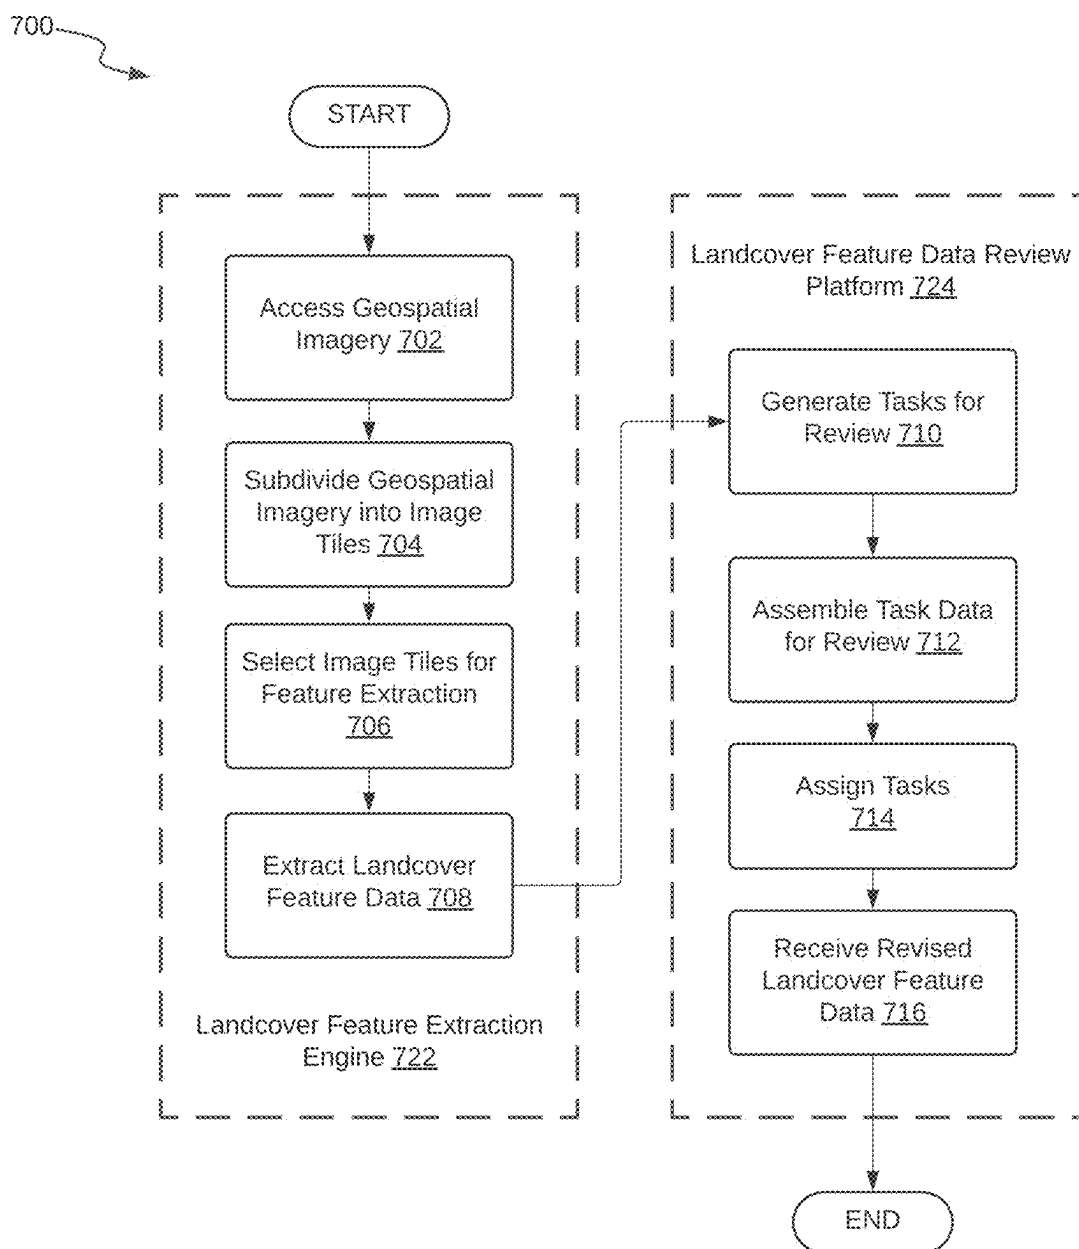 700
START
Access Geospatial
Imagery 702
Subdivide Geospatial
Imagery into Image
Tiles 704
Select Image Tiles for
Feature Extraction
706
Extract Landcover
Feature Data 708
Landcover Feature Extraction
Engine 722
Landcover Feature Data Review
Platform 724
Generate Tasks for
Review 710
Assemble Task Data
for Review 712
Assign Tasks
714
Receive Revised
Landcover Feature
Data 716
END